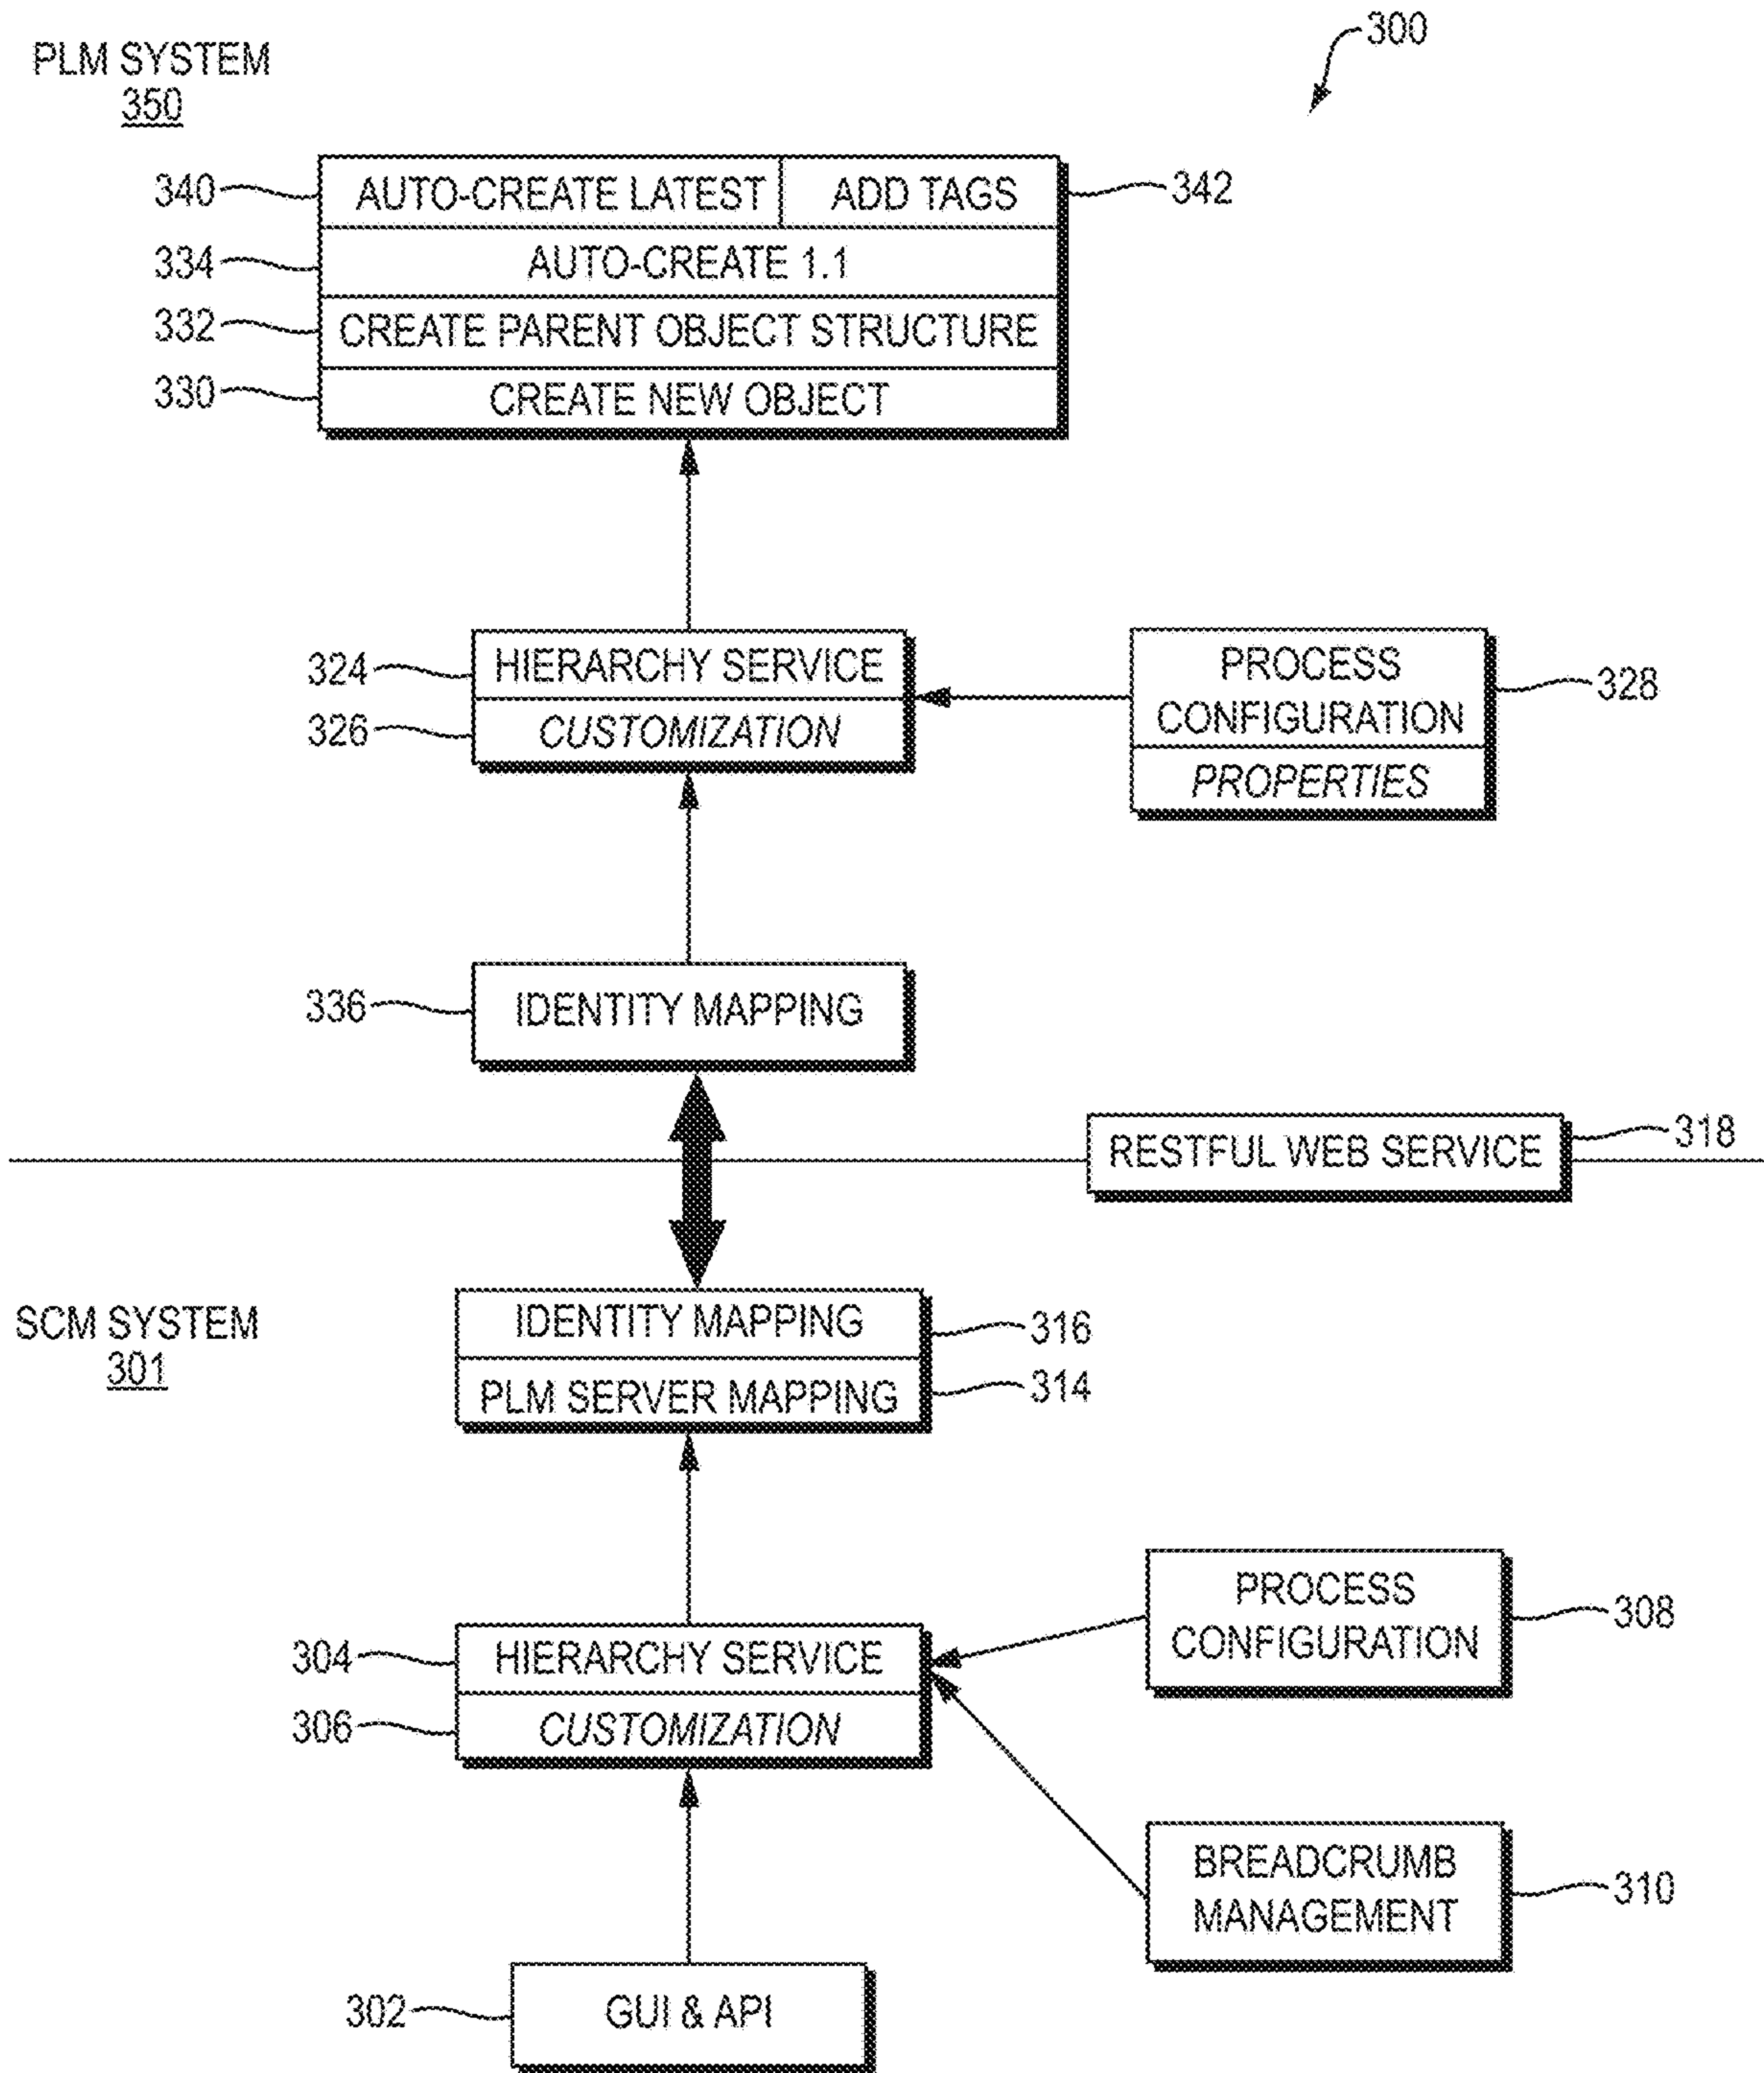 300
PLM SYSTEM
350
340
AUTO-CREATE LATEST
ADD TAGS
342
334
AUTO-CREATE 1.1
332
CREATE PARENT OBJECT STRUCTURE
330
CREATE NEW OBJECT
324
HIERARCHY SERVICE
326
CUSTOMIZATION
PROCESS
CONFIGURATION
PROPERTIES
328
336
IDENTITY MAPPING
RESTFUL WEB SERVICE
318
SCM SYSTEM
301
IDENTITY MAPPING
316
PLM SERVER MAPPING
314
304
HIERARCHY SERVICE
306
CUSTOMIZATION
PROCESS
CONFIGURATION
308
BREADCRUMB
MANAGEMENT
310
302
GUI & API